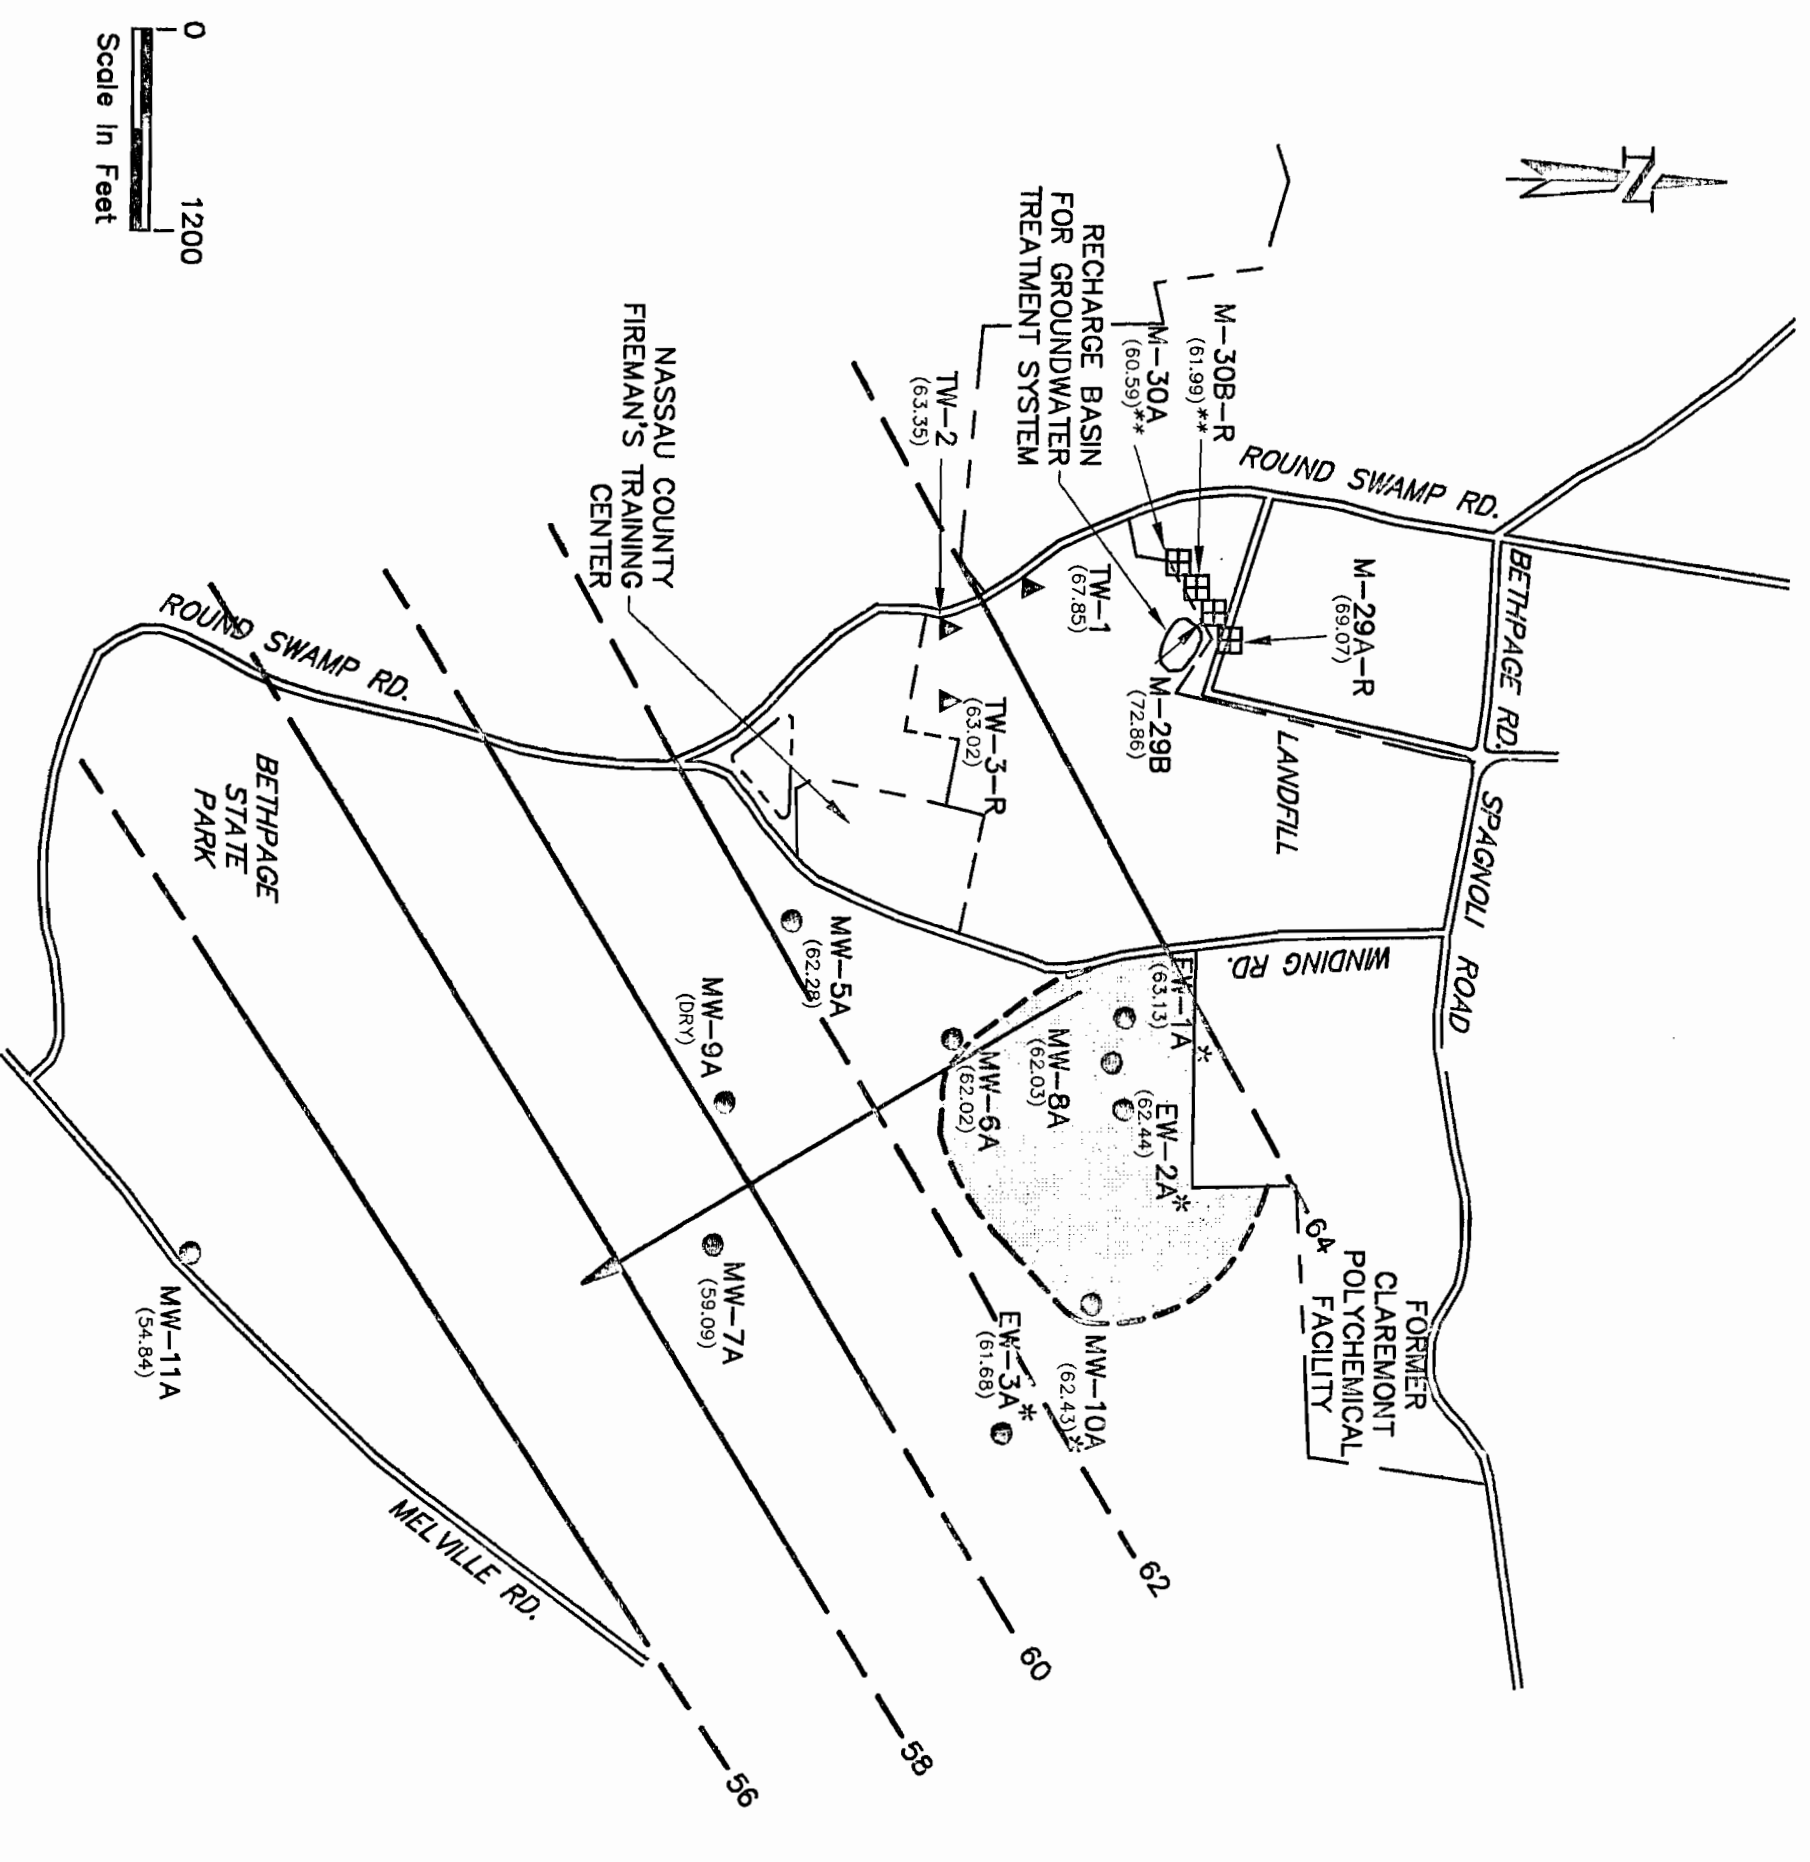 N
BETHPAGE RD.
SPAGNOLI ROAD
ROUND SWAMP RD.
M-29A-R
(69.07)
LANDFILL
WINDING RD.
FORMER
CLAREMONT
POLYCHEMICAL
FACILITY
64
M-30B-R
(61.99)**
M-30A
(60.59)**
M-29B
(72.86)
RECHARGE BASIN
FOR GROUNDWATER
TREATMENT SYSTEM
TW-1
(67.85)
EW-1A*
(63.13)
EW-2A*
(62.44)
MW-8A
(62.03)
MW-10A
(62.43)*
TW-2
(63.35)
TW-3-R
(63.02)
MW-6A
(62.02)
EW-3A*
(61.68)
62
NASSAU COUNTY
FIREMAN'S TRAINING
CENTER
MW-5A
(62.28)
MW-9A
(DRY)
MW-7A
(59.09)
60
58
56
ROUND SWAMP RD.
BETHPAGE
STATE
PARK
MELVILLE RD.
MW-11A
(54.84)
0 1200
Scale In Feet